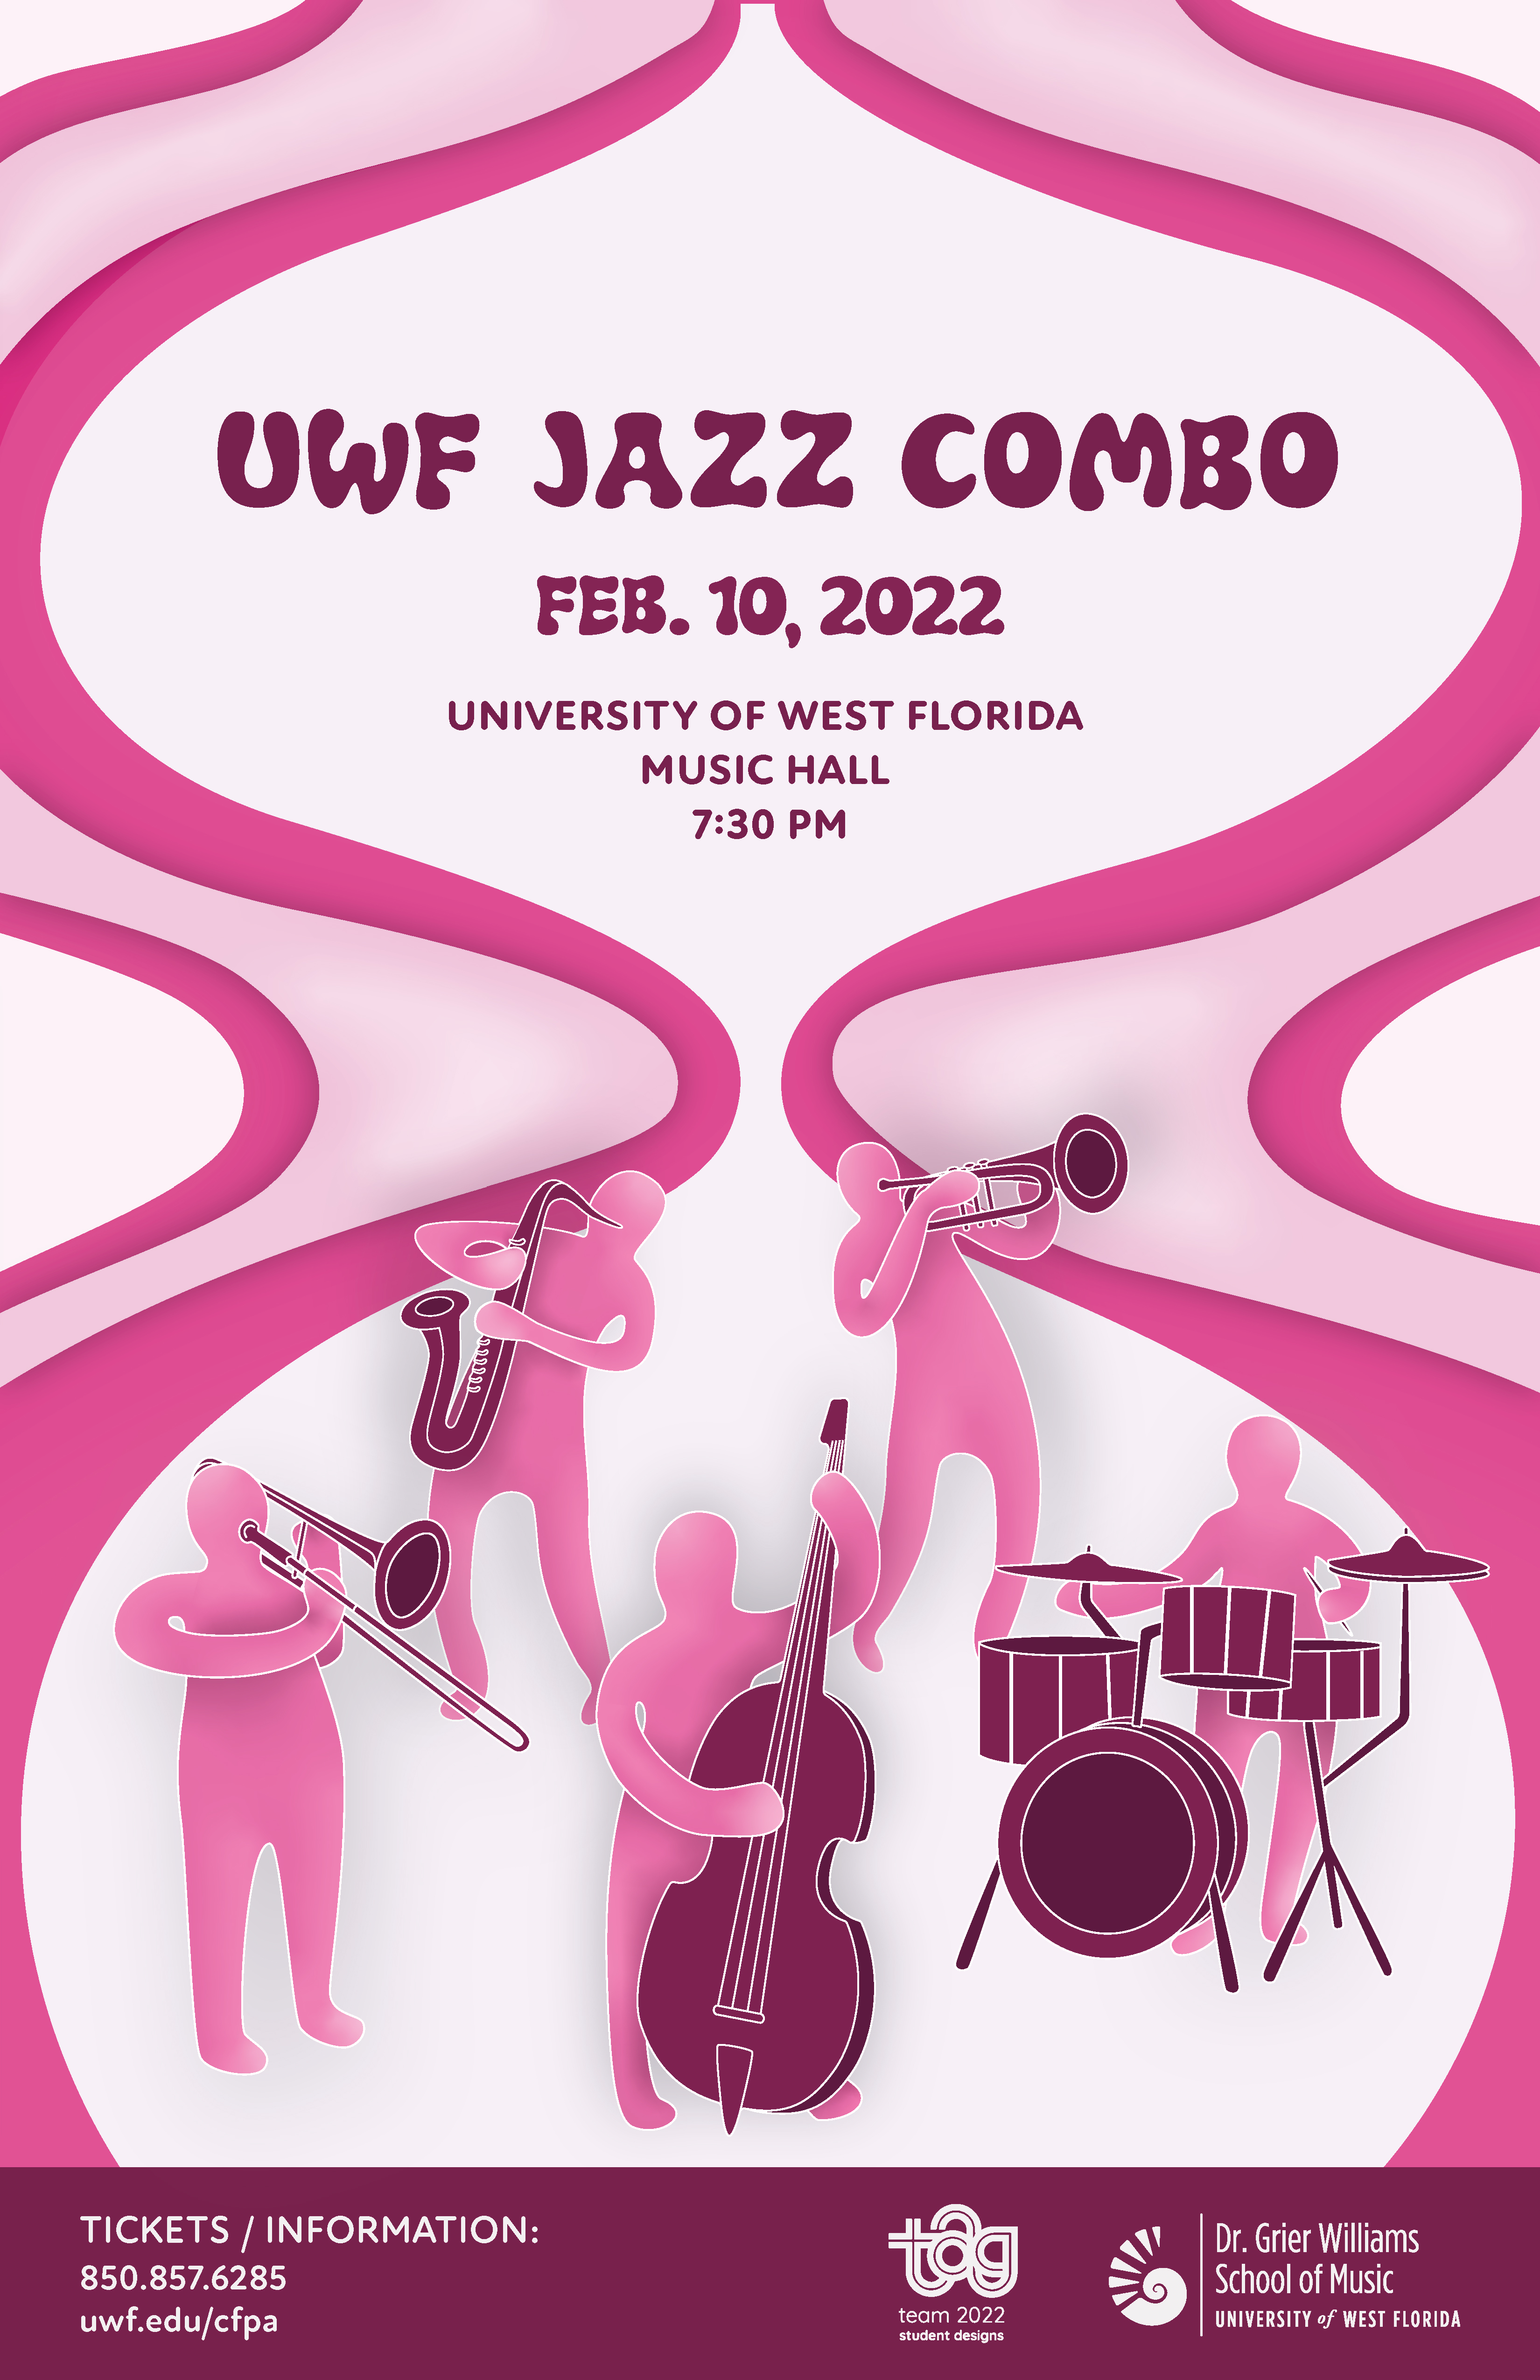 UWF JAZZ COMBO
FEB. 10, 2022
UNIVERSITY OF WEST FLORIDA
MUSIC HALL
7:30 PM
TICKETS / INFORMATION:
850.857.6285
uwf.edu/cfpa
tag
team 2022
student designs
Dr. Grier Williams
School of Music
UNIVERSITY of WEST FLORIDA